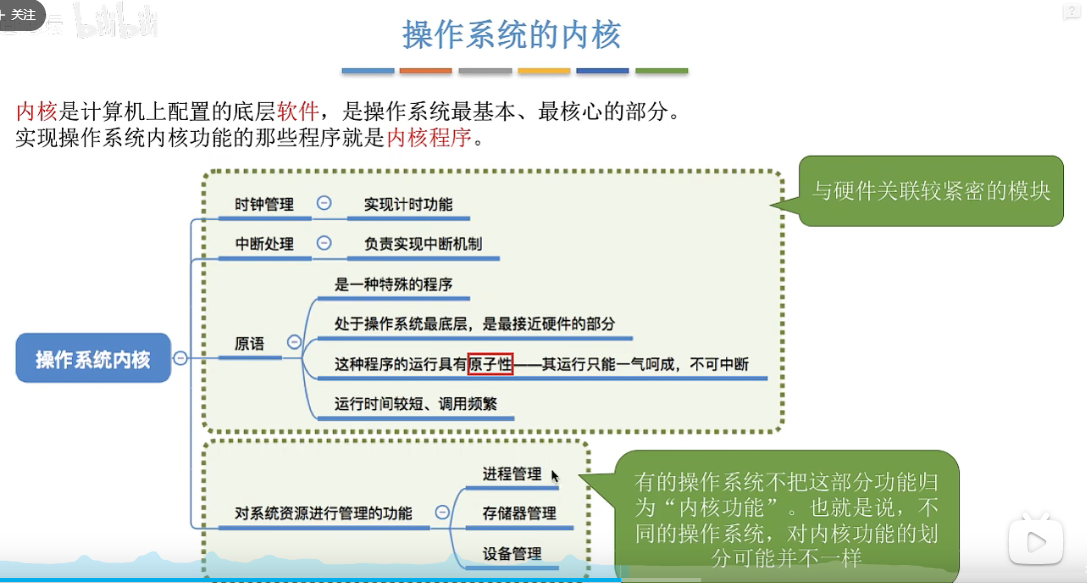 + 关注
bilibili
操作系统的内核
内核是计算机上配置的底层软件，是操作系统最基本、最核心的部分。
实现操作系统内核功能的那些程序就是内核程序。
与硬件关联较紧密的模块
时钟管理
实现计时功能
中断处理
负责实现中断机制
是一种特殊的程序
处于操作系统最底层，是最接近硬件的部分
原语
这种程序的运行具有原子性——其运行只能一气呵成，不可中断
运行时间较短、调用频繁
操作系统内核
对系统资源进行管理的功能
进程管理
存储器管理
设备管理
有的操作系统不把这部分功能归
为“内核功能”。也就是说，不
同的操作系统，对内核功能的划
分可能并不一样